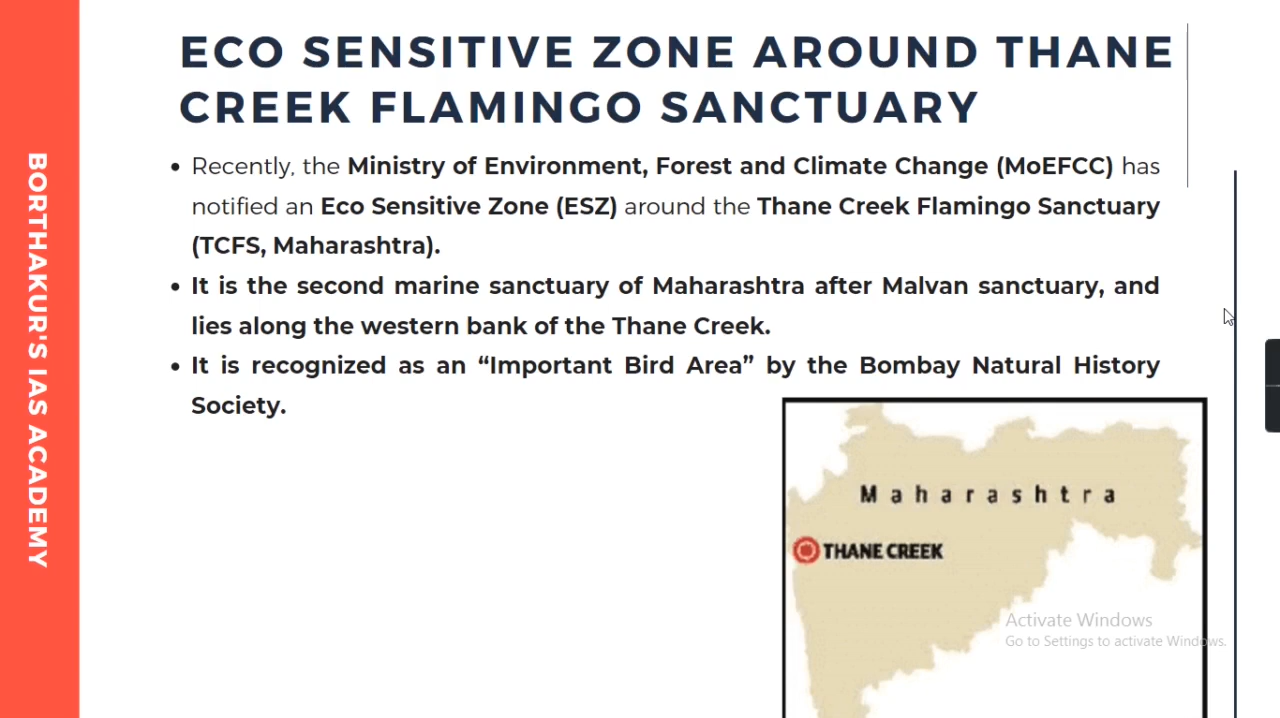 ECO SENSITIVE ZONE AROUND THANE
CREEK FLAMINGO SANCTUARY
BORTHAKUR'S IAS ACADEMY
• Recently, the Ministry of Environment, Forest and Climate Change (MoEFCC) has
notified an Eco Sensitive Zone (ESZ) around the Thane Creek Flamingo Sanctuary
(TCFS, Maharashtra).
• It is the second marine sanctuary of Maharashtra after Malvan sanctuary, and
lies along the western bank of the Thane Creek.
• It is recognized as an “Important Bird Area” by the Bombay Natural History
Society.
Maharashtra
THANE CREEK
Activate Windows
Go to Settings to activate Windows.